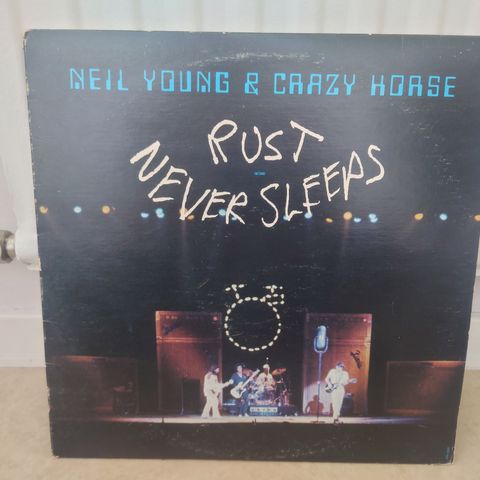 NEIL YOUNG & CRAZY HORSE
RUST
NEVER SLEEPS